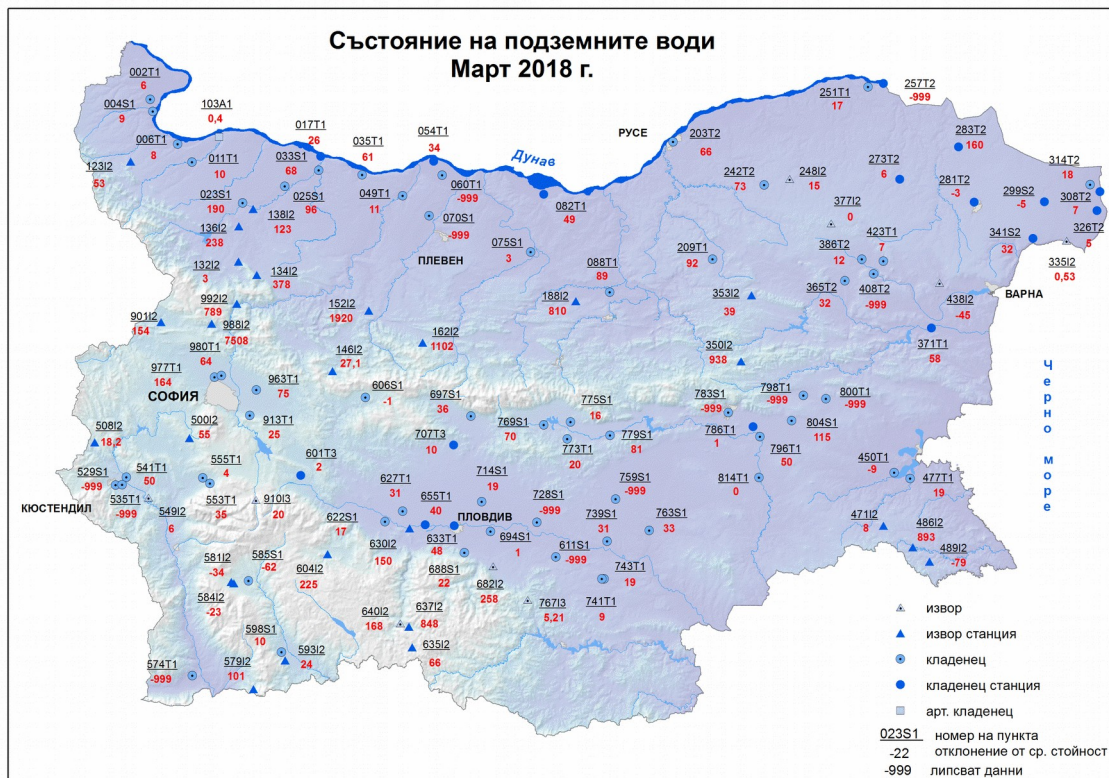 Състояние на подземните води
Март 2018 г.
002T1
6
004S1
9
103A1
0,4
006T1
8
123I2
53
011T1
10
017T1
26
033S1
68
035T1
61
054T1
34
Дунав
023S1
190
025S1
96
138I2
123
136I2
238
049T1
11
060T1
-999
070S1
-999
ПЛЕВЕН
075S1
3
082T1
49
088T1
89
132I2
3
134I2
378
992I2
789
901I2
154
988I2
7508
152I2
1920
162I2
1102
146I2
27,1
188I2
810
РУСЕ
203T2
66
251T1
17
257T2
-999
283T2
160
242T2
73
248I2
15
273T2
6
281T2
-3
299S2
-5
314T2
18
308T2
7
326T2
5
377I2
0
423T1
7
386T2
12
341S2
32
335I2
0,53
209T1
92
365T2
32
408T2
-999
438I2
-45
ВАРНА
353I2
39
371T1
58
350I2
938
980T1
64
977T1
164
СОФИЯ
963T1
75
913T1
25
606S1
-1
697S1
36
769S1
70
775S1
16
773T1
20
779S1
81
783S1
-999
798T1
-999
800T1
-999
804S1
115
786T1
1
796T1
50
814T1
0
Черно море
508I2
18,2
500I2
55
707T3
10
601T3
2
529S1
-999
541T1
50
555T1
4
535T1
-999
КЮСТЕНДИЛ
549I2
6
553T1
35
910I3
20
627T1
31
655T1
40
714S1
19
ПЛОВДИВ
728S1
-999
759S1
-999
739S1
31
763S1
33
450T1
-9
477T1
19
471I2
8
486I2
893
489I2
-79
622S1
17
630I2
150
633T1
48
694S1
1
611S1
-999
688S1
22
682I2
258
743T1
19
741T1
9
767I3
5,21
581I2
-34
585S1
-62
584I2
-23
604I2
225
640I2
168
637I2
848
635I2
66
598S1
10
593I2
24
579I2
101
574T1
-999
извор
извор станция
кладенец
кладенец станция
арт. кладенец
023S1 номер на пункта
-22 отклонение от ср. стойност
-999 липсват данни